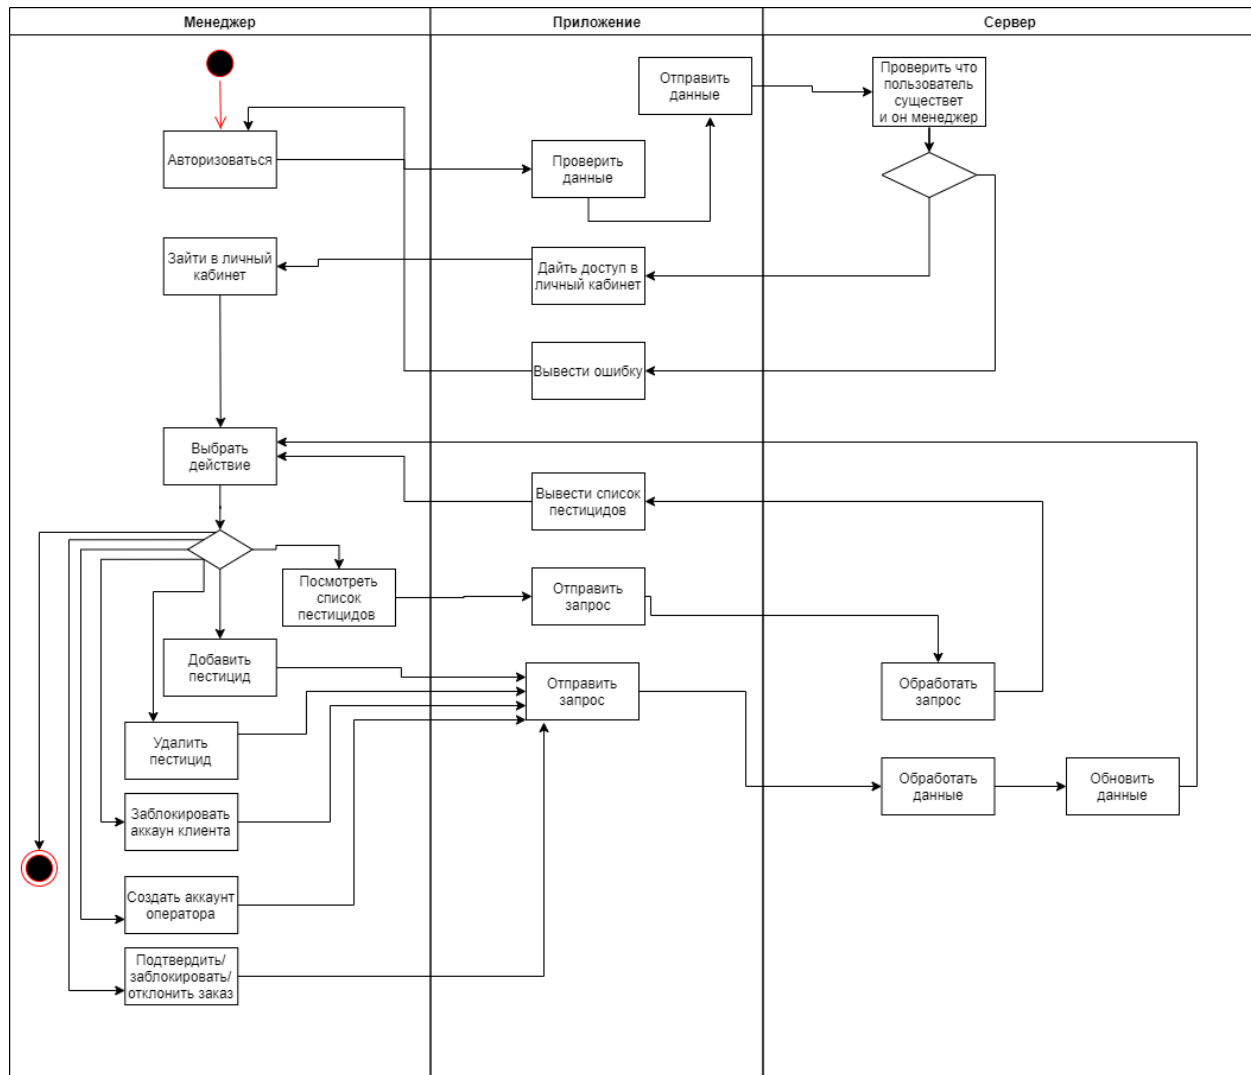 Менеджер
Приложение
Сервер
Отправить
данные
Проверить что
пользователь
существет
и он менеджер
Авторизоваться
Проверить
данные
Зайти в личный
кабинет
Дайть доступ в
личный кабинет
Вывести ошибку
Выбрать
действие
Вывести список
пестицидов
Посмотреть
список
пестицидов
Отправить
запрос
Добавить
пестицид
Отправить
запрос
Обработать
запрос
Удалить
пестицид
Обработать
данные
Обновить
данные
Заблокировать
аккаун клиента
Создать аккаунт
оператора
Подтвердить/
заблокировать/
отклонить заказ